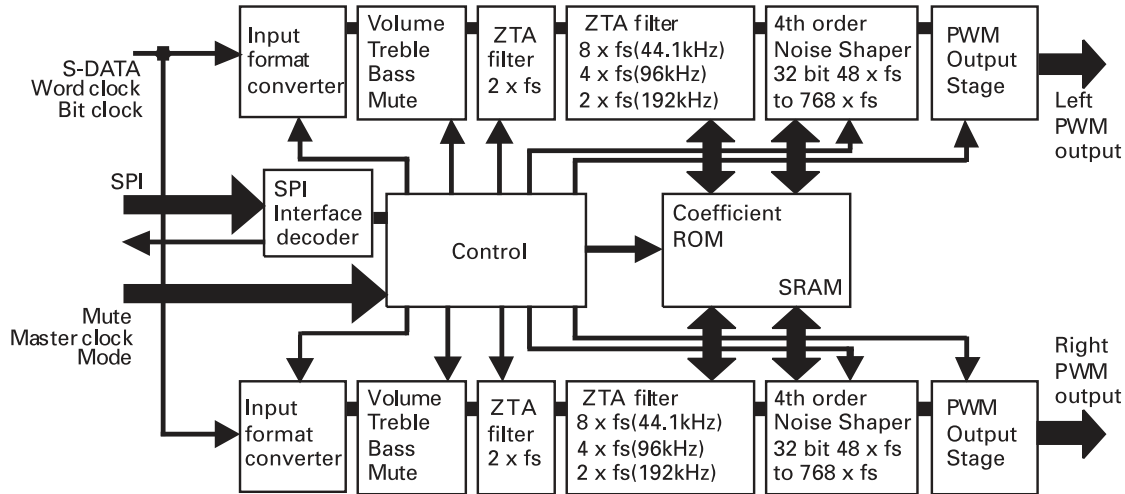 Input
format
converter
Volume
Treble
Bass
Mute
ZTA
filter
2 x fs
ZTA filter
8 x fs(44.1kHz)
4 x fs(96kHz)
2 x fs(192kHz)
4th order
Noise Shaper
32 bit 48 x fs
to 768 x fs
PWM
Output
Stage
S-DATA
Word clock
Bit clock
Left
PWM
output
SPI
SPI
Interface
decoder
Control
Coefficient
ROM
SRAM
Mute
Master clock
Mode
Right
PWM
output
Input
format
converter
Volume
Treble
Bass
Mute
ZTA
filter
2 x fs
ZTA filter
8 x fs(44.1kHz)
4 x fs(96kHz)
2 x fs(192kHz)
4th order
Noise Shaper
32 bit 48 x fs
to 768 x fs
PWM
Output
Stage